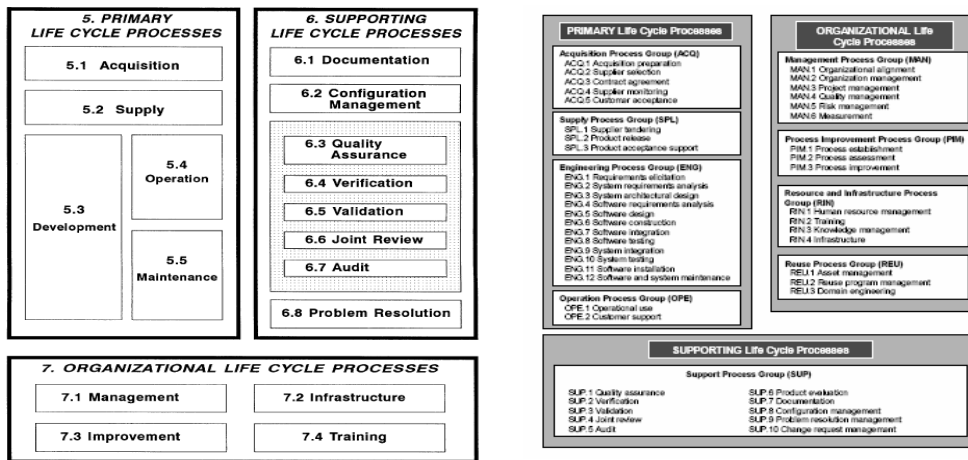 5. PRIMARY
LIFE CYCLE PROCESSES
5.1 Acquisition
5.2 Supply
5.3
Development
5.4
Operation
5.5
Maintenance
6. SUPPORTING
LIFE CYCLE PROCESSES
6.1 Documentation
6.2 Configuration
Management
6.3 Quality
Assurance
6.4 Verification
6.5 Validation
6.6 Joint Review
6.7 Audit
6.8 Problem Resolution
7. ORGANIZATIONAL LIFE CYCLE PROCESSES
7.1 Management
7.2 Infrastructure
7.3 Improvement
7.4 Training
PRIMARY Life Cycle Processes
Acquisition Process Group (ACQ)
ACQ.1 Acquisition preparation
ACQ.2 Supplier selection
ACQ.3 Contract agreement
ACQ.4 Supplier monitoring
ACQ.5 Customer acceptance
Supply Process Group (SPL)
SPL.1 Supplier tendering
SPL.2 Product release
SPL.3 Product acceptance support
Engineering Process Group (ENG)
ENG.1 Requirements elicitation
ENG.2 System requirements analysis
ENG.3 System architectural design
ENG.4 Software requirements analysis
ENG.5 Software design
ENG.6 Software construction
ENG.7 Software integration
ENG.8 Software testing
ENG.9 System integration
ENG.10 System testing
ENG.11 Software installation
ENG.12 Software and system maintenance
Operation Process Group (OPE)
OPE.1 Operational use
OPE.2 Customer support
ORGANIZATIONAL Life
Cycle Processes
Management Process Group (MAN)
MAN.1 Organizational alignment
MAN.2 Organization management
MAN.3 Project management
MAN.4 Quality management
MAN.5 Risk management
MAN.6 Measurement
Process Improvement Process Group (PIM)
PIM.1 Process establishment
PIM.2 Process assessment
PIM.3 Process improvement
Resource and Infrastructure Process
Group (RIN)
RIN.1 Human resource management
RIN.2 Training
RIN.3 Knowledge management
RIN.4 Infrastructure
Reuse Process Group (REU)
REU.1 Asset management
REU.2 Reuse program management
REU.3 Domain engineering
SUPPORTING Life Cycle Processes
Support Process Group (SUP)
SUP.1 Quality assurance
SUP.2 Verification
SUP.3 Validation
SUP.4 Joint review
SUP.5 Audit
SUP.6 Product evaluation
SUP.7 Documentation
SUP.8 Configuration management
SUP.9 Problem resolution management
SUP.10 Change request management